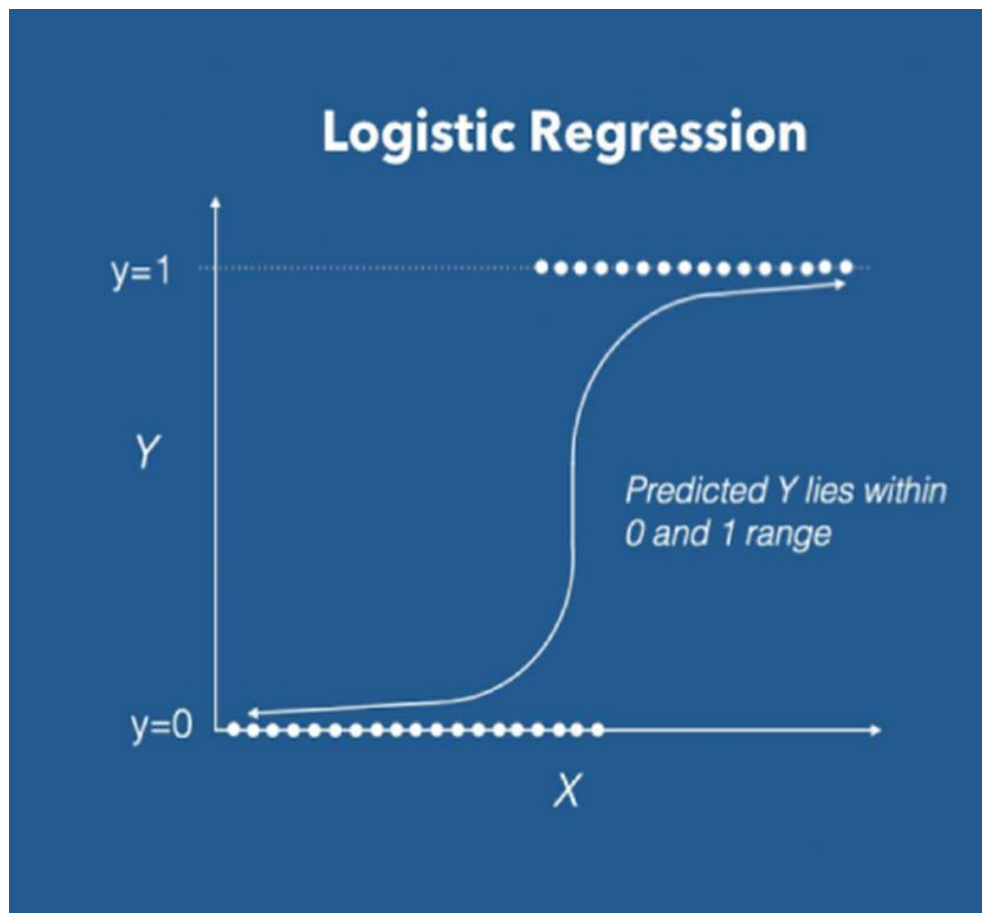 Logistic Regression
y=1
Y
Predicted Y lies within
0 and 1 range
y=0
X